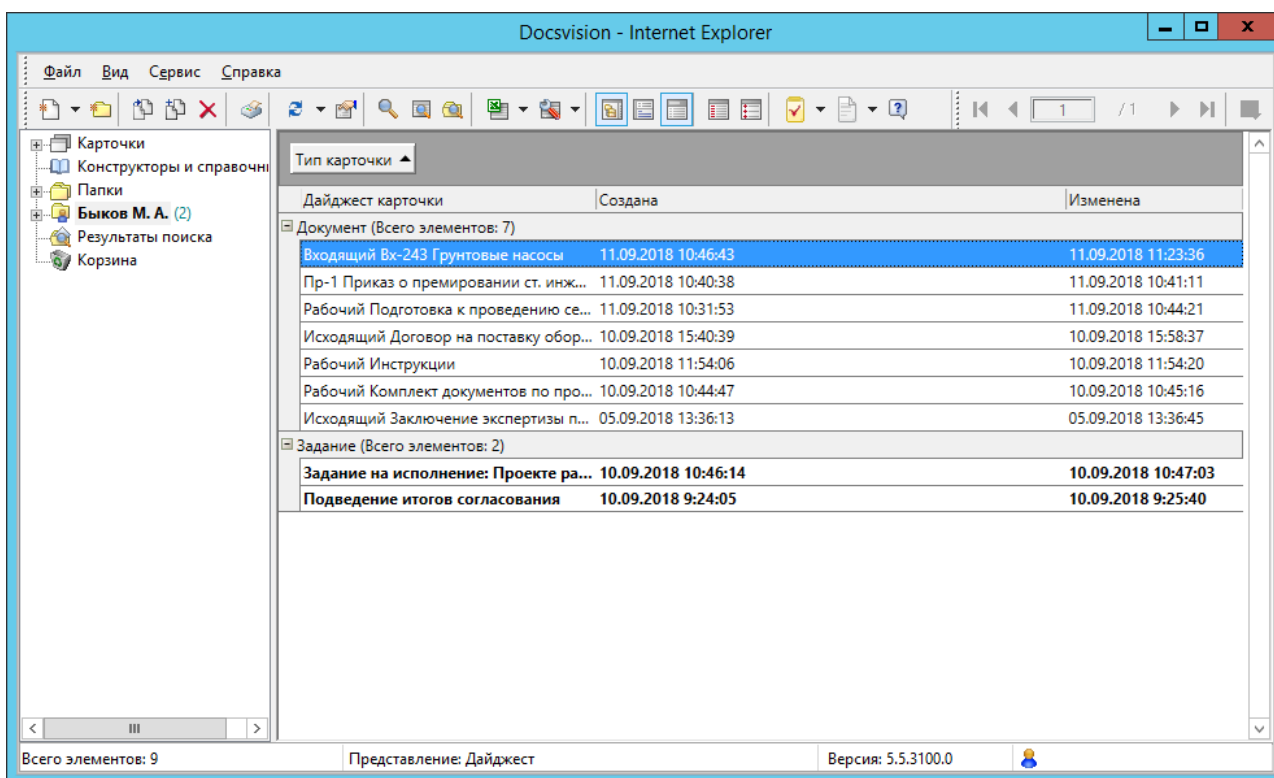 Docsvision - Internet Explorer
Файл Вид Сервис Справка
1 / 1
Карточки
Конструкторы и справочн
Папки
Быков М. А. (2)
Результаты поиска
Корзина
Тип карточки
Дайджест карточки Создана Изменена
Документ (Всего элементов: 7)
Входящий Вх-243 Грунтовые насосы 11.09.2018 10:46:43 11.09.2018 11:23:36
Пр-1 Приказ о премировании ст. инж... 11.09.2018 10:40:38 11.09.2018 10:41:11
Рабочий Подготовка к проведению се... 11.09.2018 10:31:53 11.09.2018 10:44:21
Исходящий Договор на поставку обор... 10.09.2018 15:40:39 10.09.2018 15:58:37
Рабочий Инструкции 10.09.2018 11:54:06 10.09.2018 11:54:20
Рабочий Комплект документов по про... 10.09.2018 10:44:47 10.09.2018 10:45:16
Исходящий Заключение экспертизы п... 05.09.2018 13:36:13 05.09.2018 13:36:45
Задание (Всего элементов: 2)
Задание на исполнение: Проекте ра... 10.09.2018 10:46:14 10.09.2018 10:47:03
Подведение итогов согласования 10.09.2018 9:24:05 10.09.2018 9:25:40
Всего элементов: 9 Представление: Дайджест Версия: 5.5.3100.0